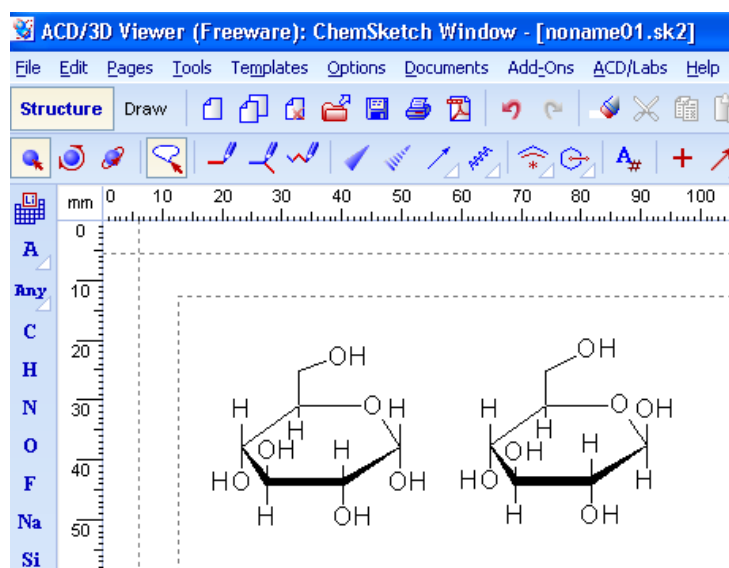 ACD/3D Viewer (Freeware): ChemSketch Window - [noname01.sk2]
File Edit Pages Tools Templates Options Documents Add-Ons ACD/Labs Help
Structure Draw
A#
Li
mm 0 10 20 30 40 50 60 70 80 90 100
0
A
10
Any
C
20
H
N
30
O
40
F
Na
50
Si
OH OH
H O H H O OH
H H
OH H OH H
HO OH HO H
H H
OH OH